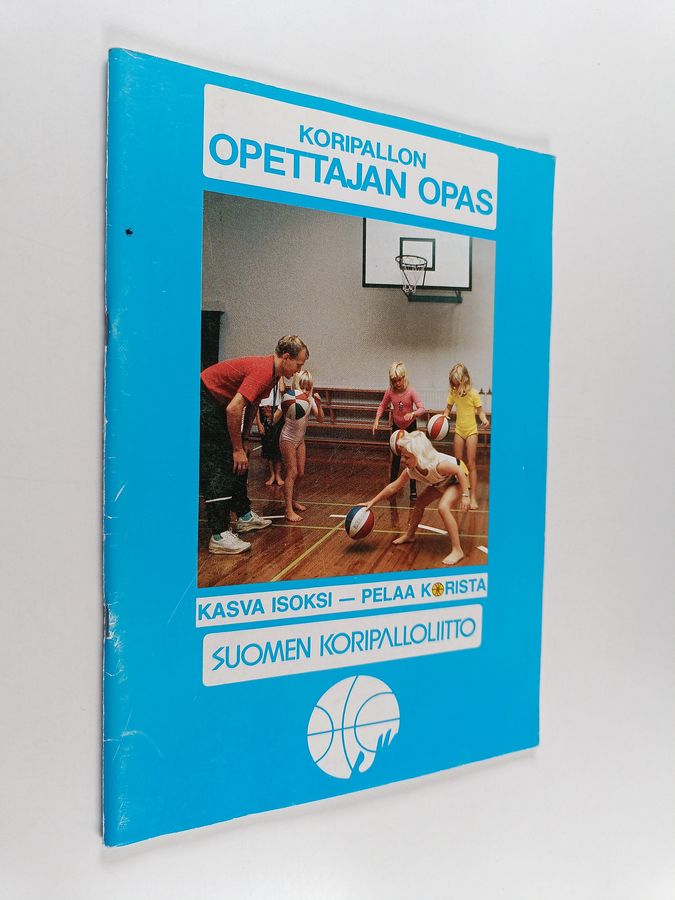 KORIPALLON
OPETTAJAN OPAS
KASVA ISOKSI — PELAA KORISTA
SUOMEN KORIPALLOLIITTO